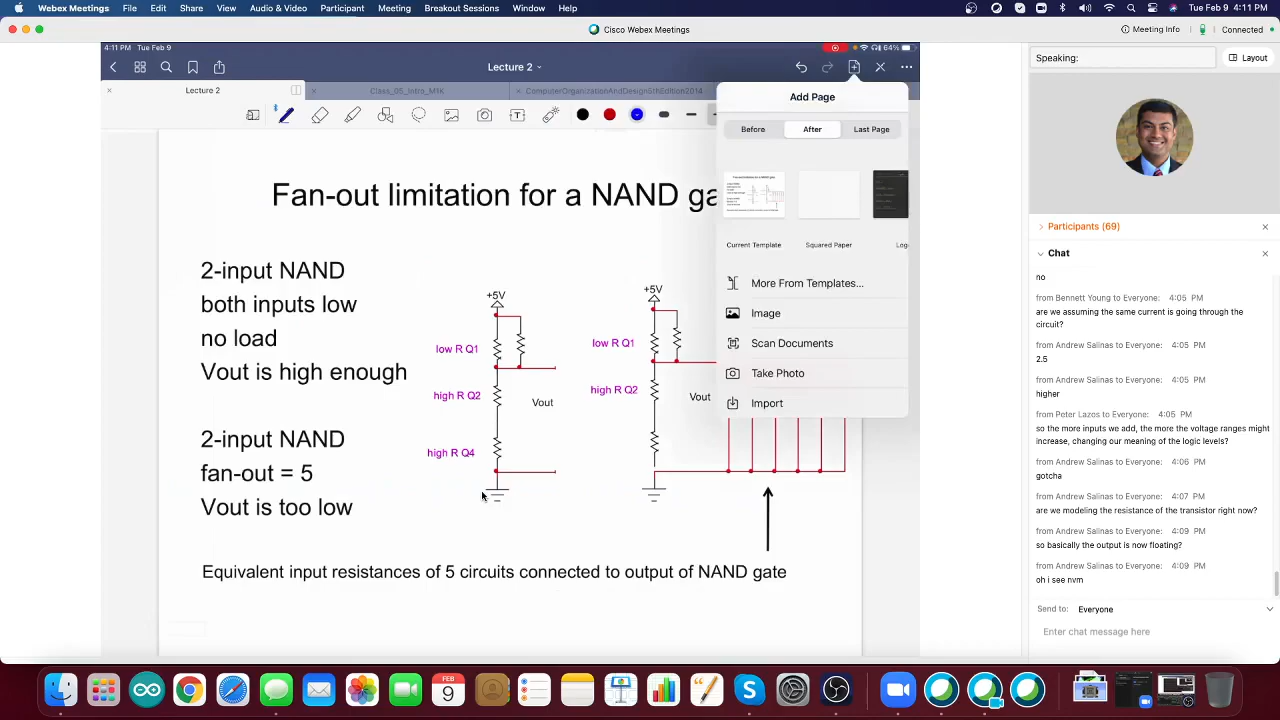 Webex Meetings File Edit Share View Audio & Video Participant Meeting Breakout Sessions Window Help Tue Feb 9 4:11 PM
Cisco Webex Meetings
Meeting Info
Connected
4:11 PM Tue Feb 9
64%
Lecture 2
Lecture 2
Class_05_Intro_M1K
ComputerOrganizationAndDesign5thEdition2014
Add Page
Before After Last Page
Current Template
Squared Paper
More From Templates...
Image
Scan Documents
Take Photo
Import
Fan-out limitation for a NAND ga
2-input NAND
both inputs low
no load
Vout is high enough
2-input NAND
fan-out = 5
Vout is too low
+5V
low R Q1
high R Q2
Vout
high R Q4
+5V
low R Q1
high R Q2
Vout
Equivalent input resistances of 5 circuits connected to output of NAND gate
Speaking:
Layout
Participants (69)
Chat
no
from Bennett Young to Everyone: 4:05 PM
are we assuming the same current is going through the
circuit?
from Andrew Salinas to Everyone: 4:05 PM
2.5
from Andrew Salinas to Everyone: 4:05 PM
higher
from Peter Lazos to Everyone: 4:05 PM
so the more inputs we add, the more the voltage ranges might
increase, changing our meaning of the logic levels?
from Andrew Salinas to Everyone: 4:06 PM
gotcha
from Andrew Salinas to Everyone: 4:07 PM
are we modeling the resistance of the transistor right now?
from Andrew Salinas to Everyone: 4:09 PM
so basically the output is now floating?
from Andrew Salinas to Everyone: 4:09 PM
oh i see nvm
Send to: Everyone
Enter chat message here
FEB
9